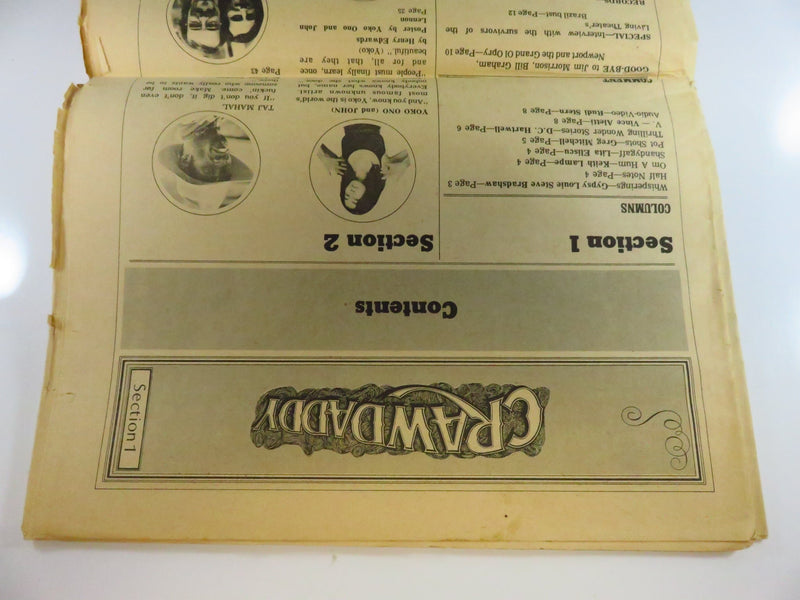 CRAWDADDY
Section 1
Contents
Section 1
COLUMNS
Whisperings—Gypsy Louie Steve Bradshaw—Page 3
Half Notes—Page 4
Om A Hum—Keith Lampe—Page 4
Shandygaff—Lita Eliscu—Page 4
Pot Shots—Greg Mitchell—Page 5
Thrilling Wonder Stories—D.C. Hartwell—Page 6
V.—Vince Aletti—Page 8
Audio-Video—Rudi Stern—Page 8
COMMENT
GOOD-BYE to Jim Morrison, Bill Graham,
Newport and the Grand Ol Opry—Page 10
SPECIAL—Interview with the survivors of the
Living Theater's
Brazil bust—Page 12
RECORDS
Section 2
YOKO ONO (and JOHN)
"And you know, Yoko is the world's
most famous unknown artist.
Everybody knows her name, but
nobody knows what she does."
"People must finally learn, once
and for all, that they are
beautiful." (Yoko)
by Henry Edwards
Poster by Yoko Ono and John
Lennon
Page 25
TAJ MAHAL
"If you don't dig it, don't even
fuckin' come. Make room for
someone who really wants to be
Page 43